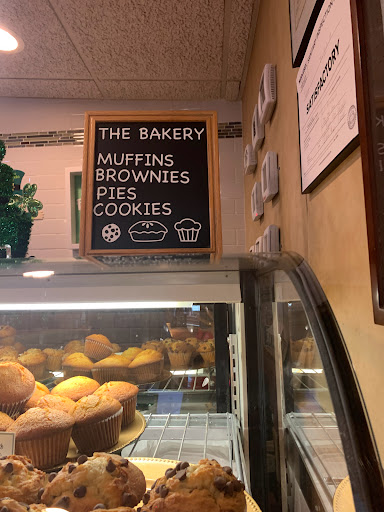 THE BAKERY
MUFFINS
BROWNIES
PIES
COOKIES
SATISFACTORY